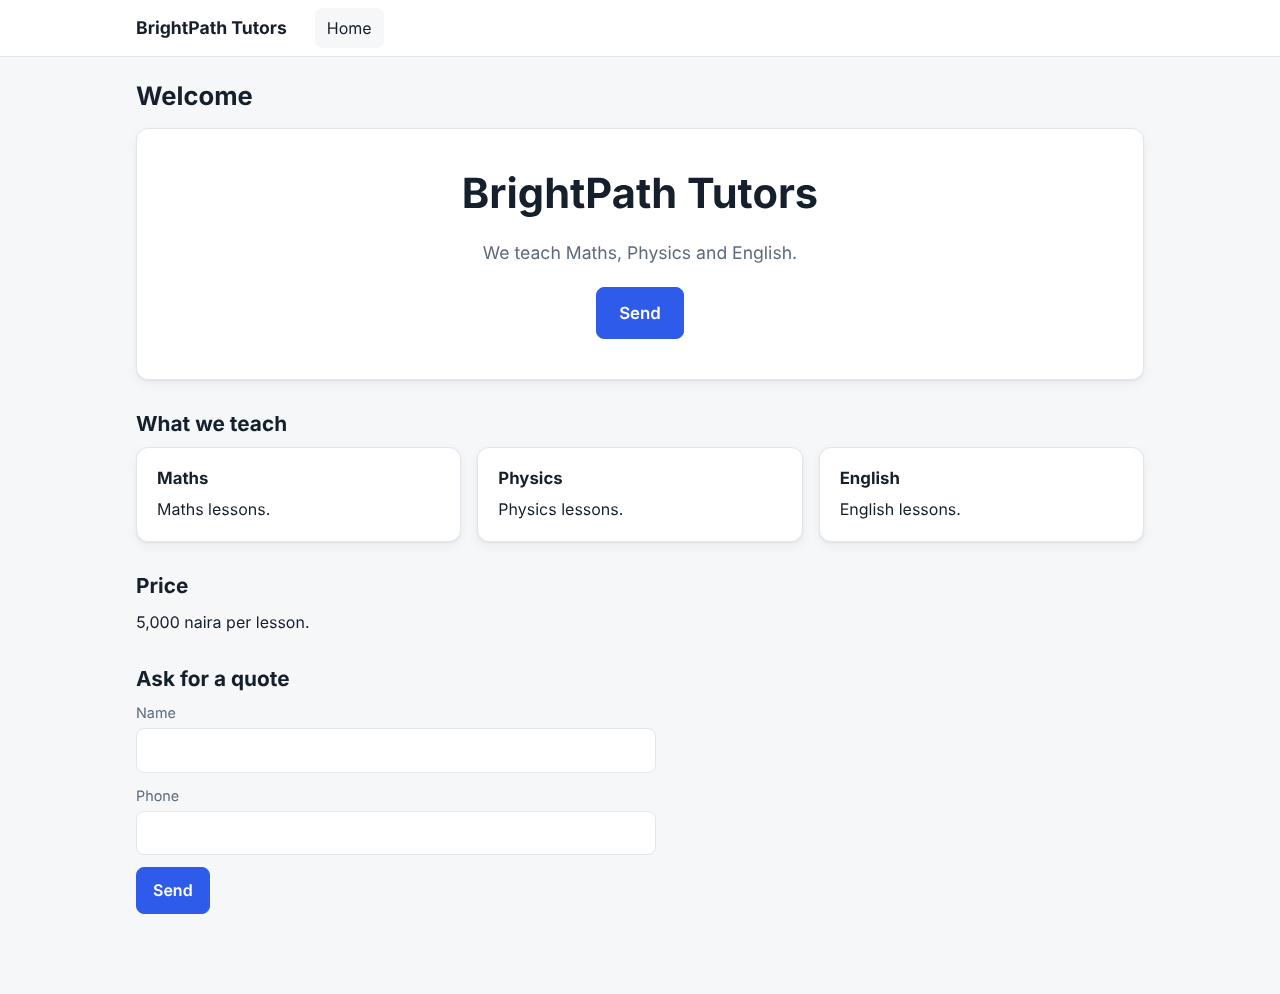 BrightPath Tutors Home
Welcome
BrightPath Tutors
We teach Maths, Physics and English.
Send
What we teach
Maths
Maths lessons.
Physics
Physics lessons.
English
English lessons.
Price
5,000 naira per lesson.
Ask for a quote
Name
Phone
Send